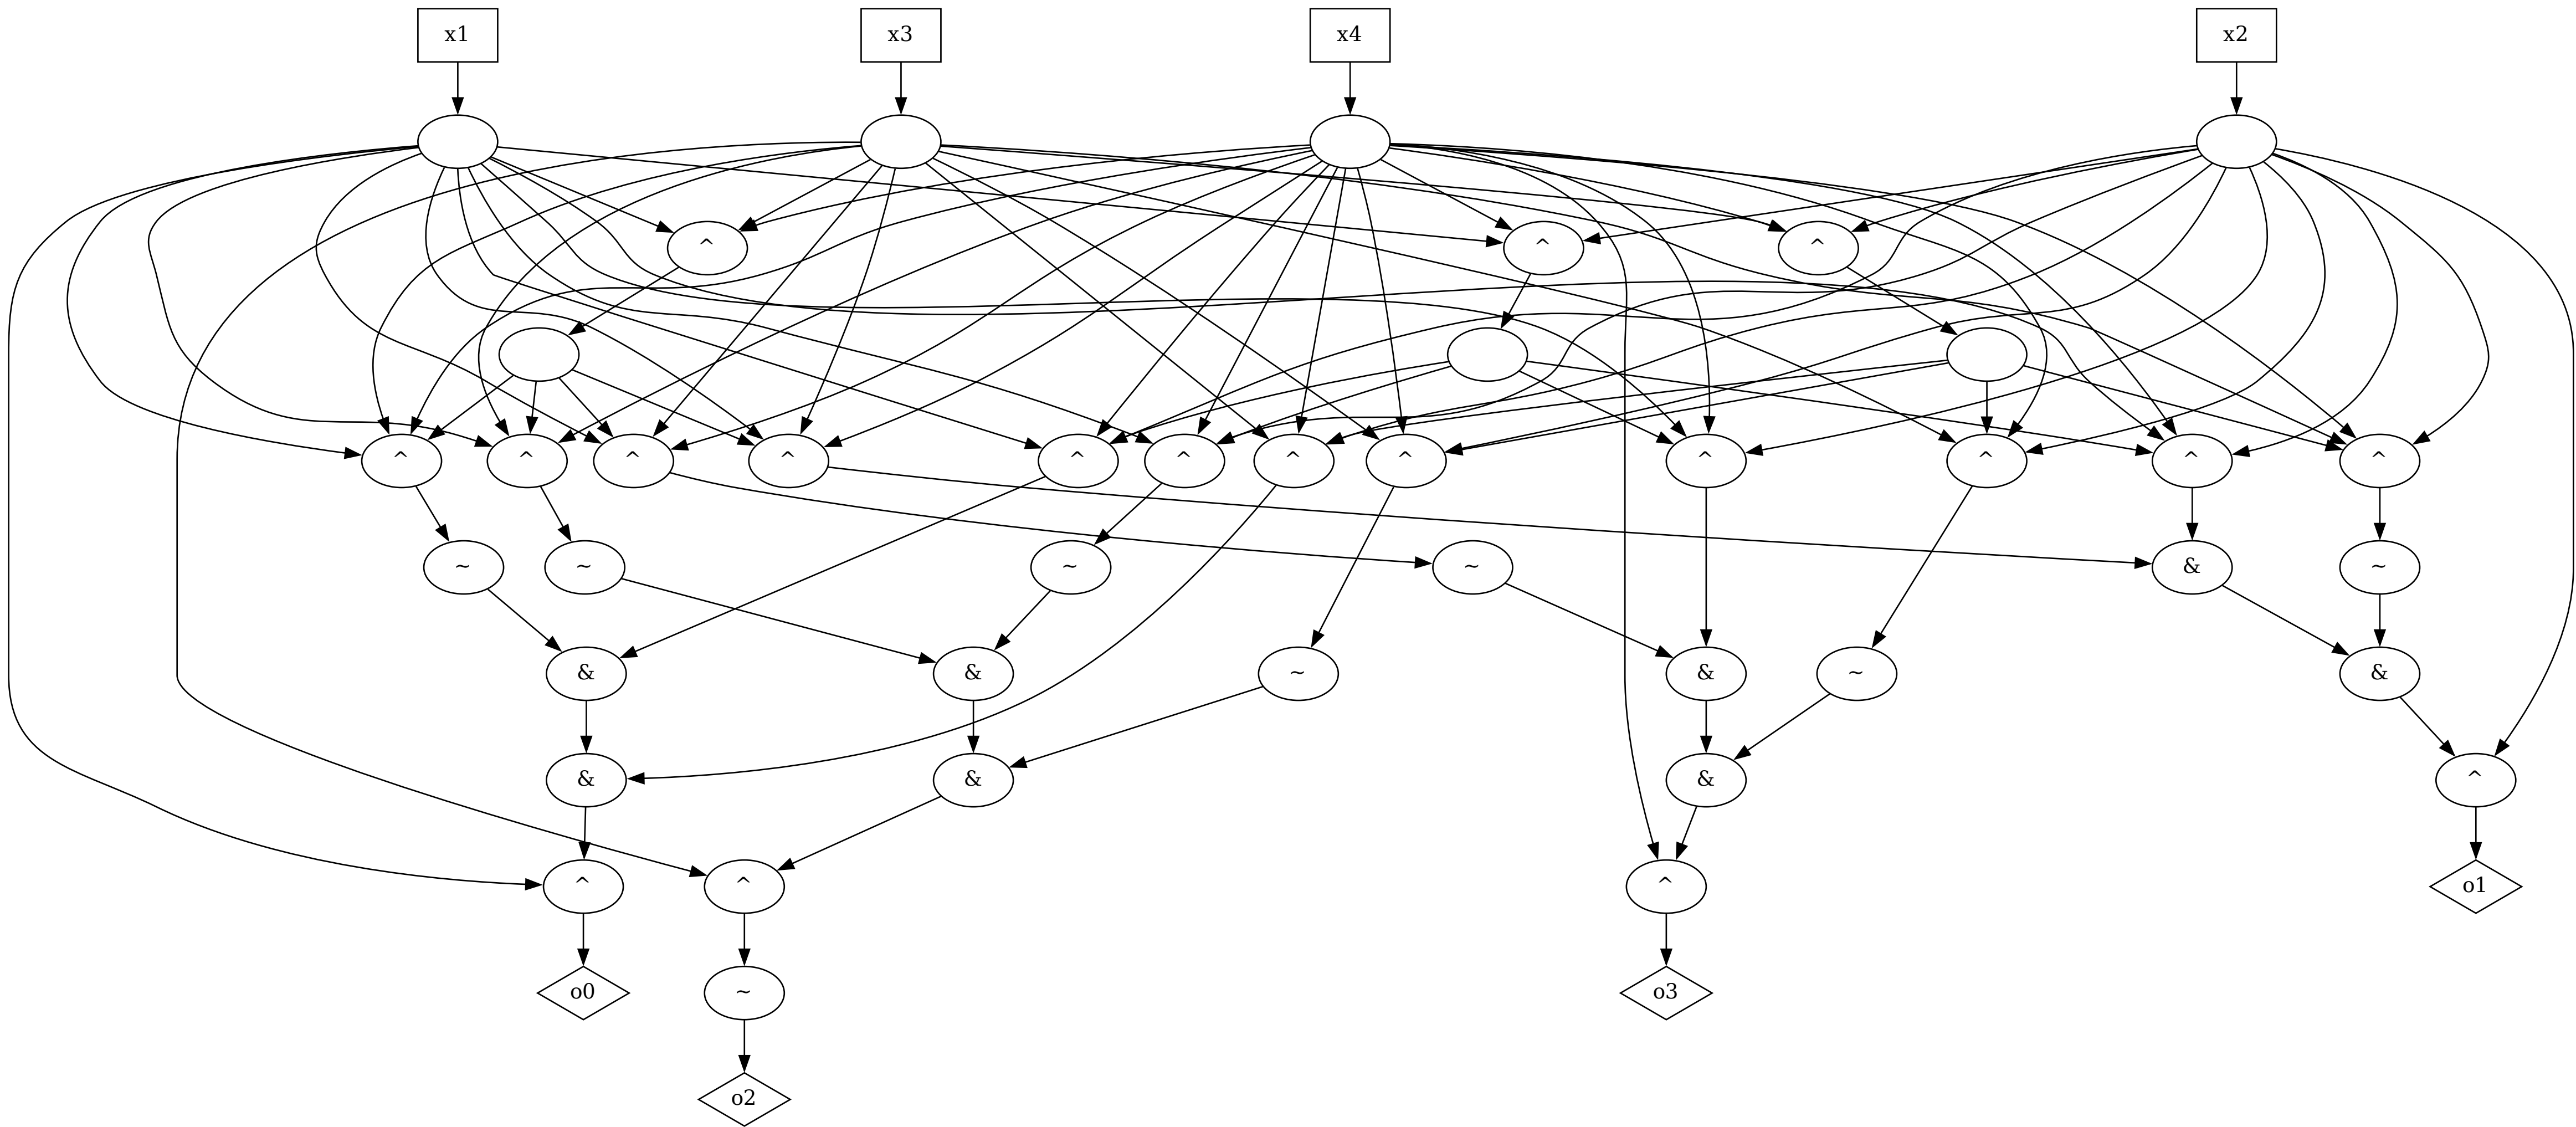 x1 x3 x4 x2
^ ^ ^
^ ^ ^ ^ ^ ^ ^ ^ ^ ^ ^ ^
~ ~ ~ ~ & ~
& & ~ & ~ &
& & & ^
^ ^ ^ o1
o0 ~ o3
o2